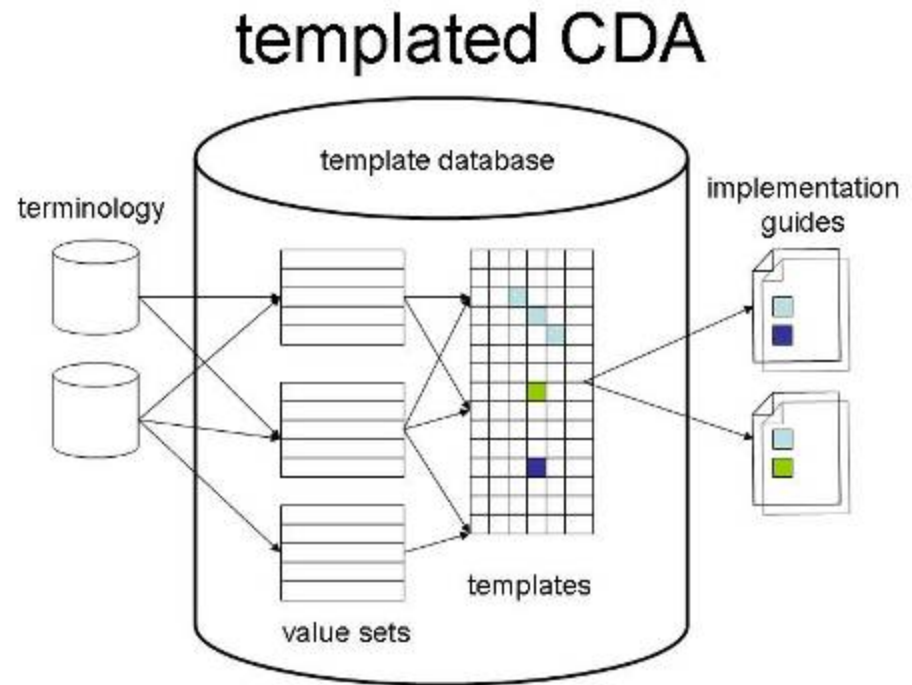 templated CDA
template database
terminology
implementation
guides
templates
value sets